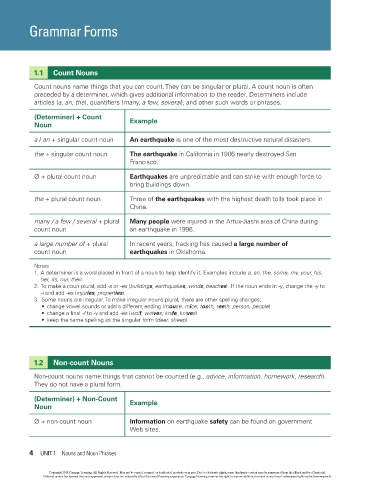 Grammar Forms
1.1 Count Nouns
Count nouns name things that you can count. They can be singular or plural. A count noun is often
preceded by a determiner, which gives additional information to the reader. Determiners include
articles (a, an, the), quantifiers (many, a few, several), and other such words or phrases.
(Determiner) + Count
Noun
Example
a / an + singular count noun
An earthquake is one of the most destructive natural disasters.
the + singular count noun
The earthquake in California in 1906 nearly destroyed San
Francisco.
Ø + plural count noun
Earthquakes are unpredictable and can strike with enough force to
bring buildings down.
the + plural count noun
Three of the earthquakes with the highest death tolls took place in
China.
many / a few / several + plural
count noun
Many people were injured in the Artux-Jiashi area of China during
an earthquake in 1996.
a large number of + plural
count noun
In recent years, fracking has caused a large number of
earthquakes in Oklahoma.
Notes
1. A determiner is a word placed in front of a noun to help identify it. Examples include a, an, the, some, my, your, his,
her, its, our, their.
2. To make a noun plural, add -s or -es (buildings, earthquakes, winds, beaches). If the noun ends in -y, change the -y to
-i and add -es (injuries, properties).
3. Some nouns are irregular. To make irregular nouns plural, there are other spelling changes:
• change vowel sounds or add a different ending (mouse, mice; tooth, teeth; person, people)
• change a final -f to -v and add -es (wolf, wolves; knife, knives)
• keep the same spelling as the singular form (deer, sheep)
1.2 Non-count Nouns
Non-count nouns name things that cannot be counted (e.g., advice, information, homework, research).
They do not have a plural form.
(Determiner) + Non-Count
Noun
Example
Ø + non-count noun
Information on earthquake safety can be found on government
Web sites.
4 UNIT 1 Nouns and Noun Phrases